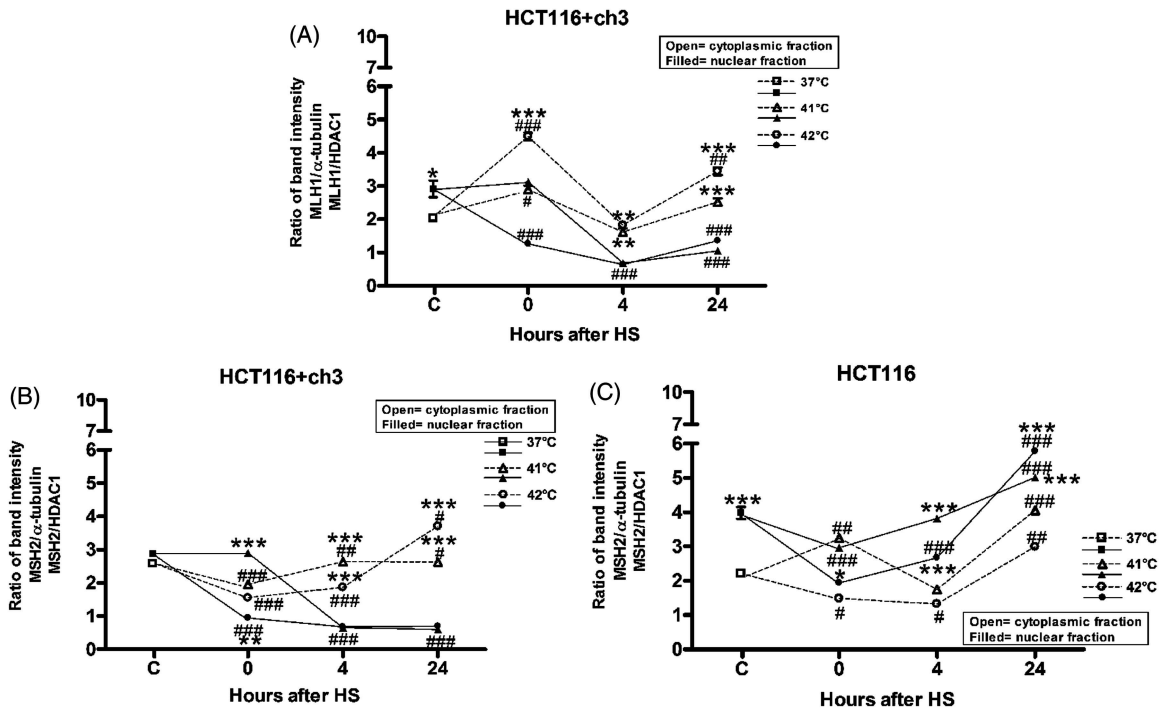 HCT116+ch3
(A)
Open= cytoplasmic fraction
Filled= nuclear fraction
37°C
41°C
42°C
Ratio of band intensity
MLH1/α-tubulin
MLH1/HDAC1
10
7
6
5
4
3
2
1
0
*
***
###
#
###
**
**
###
***
##
***
###
###
C 0 4 24
Hours after HS
HCT116+ch3
(B)
Open= cytoplasmic fraction
Filled= nuclear fraction
37°C
41°C
42°C
Ratio of band intensity
MSH2/α-tubulin
MSH2/HDAC1
10
7
6
5
4
3
2
1
0
***
###
###
###
**
***
##
***
###
###
***
#
***
#
###
C 0 4 24
Hours after HS
HCT116
(C)
Ratio of band intensity
MSH2/α-tubulin
MSH2/HDAC1
10
7
6
5
4
3
2
1
0
***
##
###
*
#
***
###
***
#
***
###
###
***
###
##
37°C
41°C
42°C
Open= cytoplasmic fraction
Filled= nuclear fraction
C 0 4 24
Hours after HS